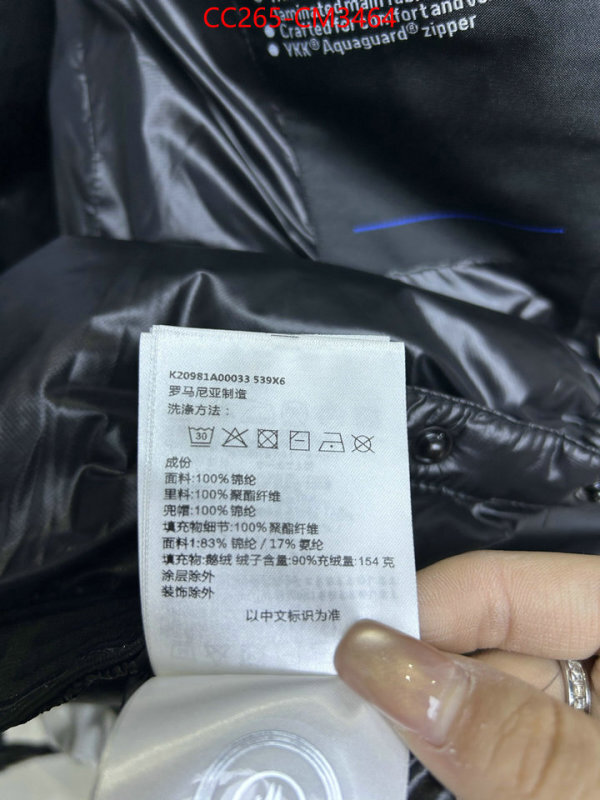 CC265-CM3464
laminated main
● Crafted for comfort and
● YKK® Aquaguard® zipper
K20981A00033 539X6
罗马尼亚制造
洗涤方法：
30
成份
面料:100% 锦纶
里料:100% 聚酯纤维
兜帽:100% 锦纶
填充物细节:100% 聚酯纤维
面料1:83% 锦纶 / 17% 氨纶
填充物: 鹅绒 绒子含量:90%充绒量:154 克
涂层除外
装饰除外
以中文标识为准